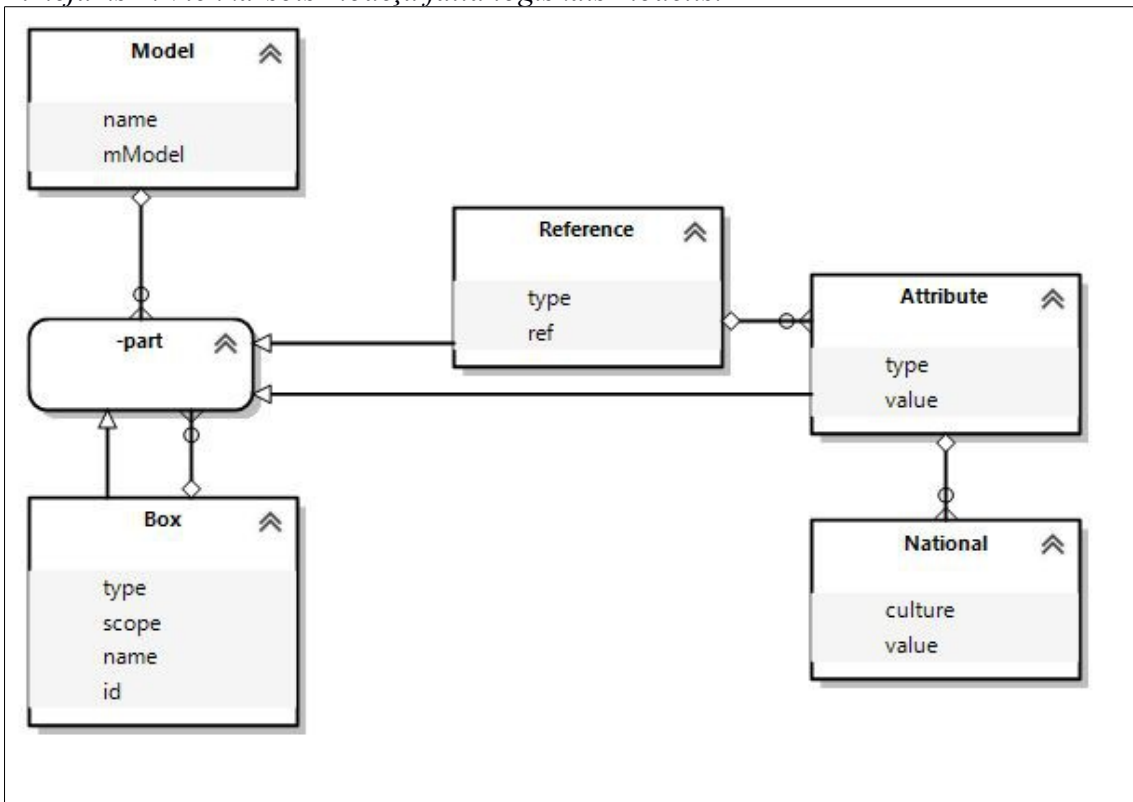 Model
name
mModel
Reference
type
ref
Attribute
type
value
-part
Box
type
scope
name
id
National
culture
value